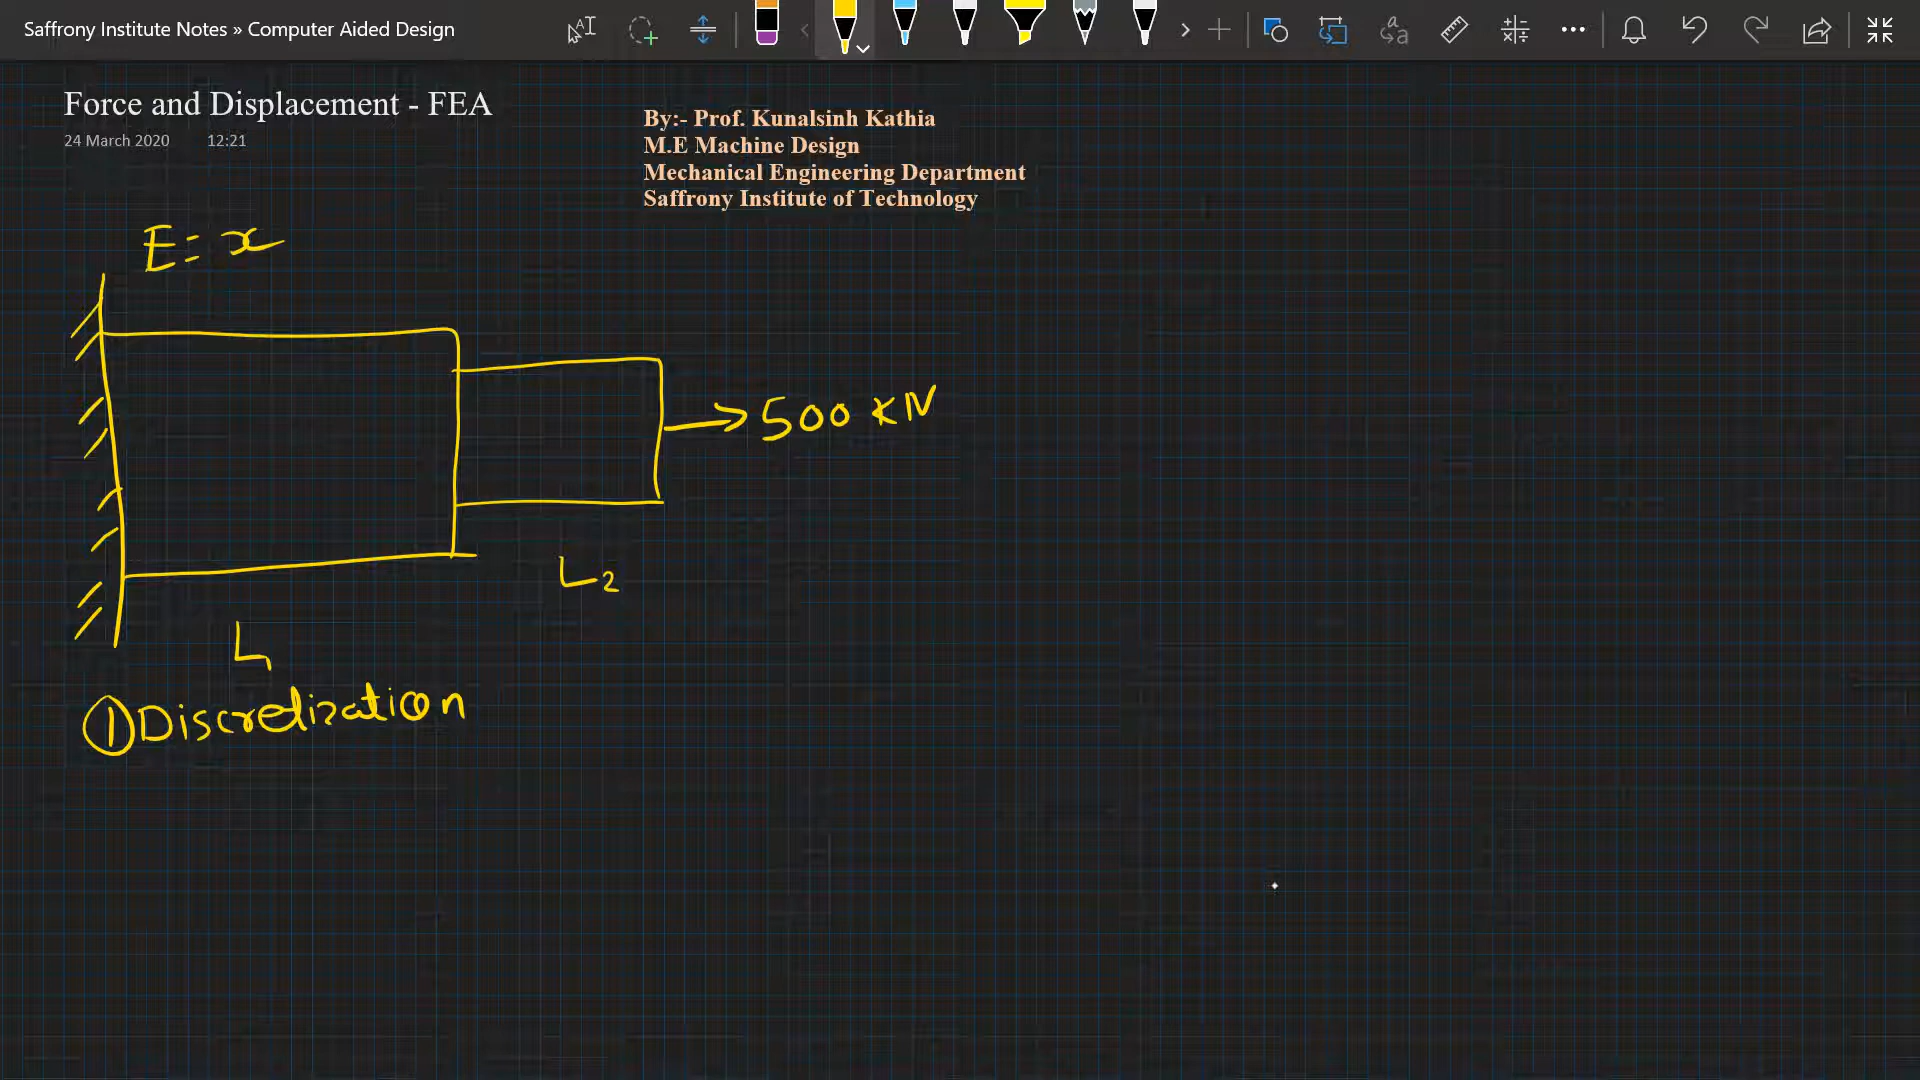 Saffrony Institute Notes » Computer Aided Design
Force and Displacement - FEA
24 March 2020 12:21
By:- Prof. Kunalsinh Kathia
M.E Machine Design
Mechanical Engineering Department
Saffrony Institute of Technology
E = x
500 KN
L2
L1
① Discretization